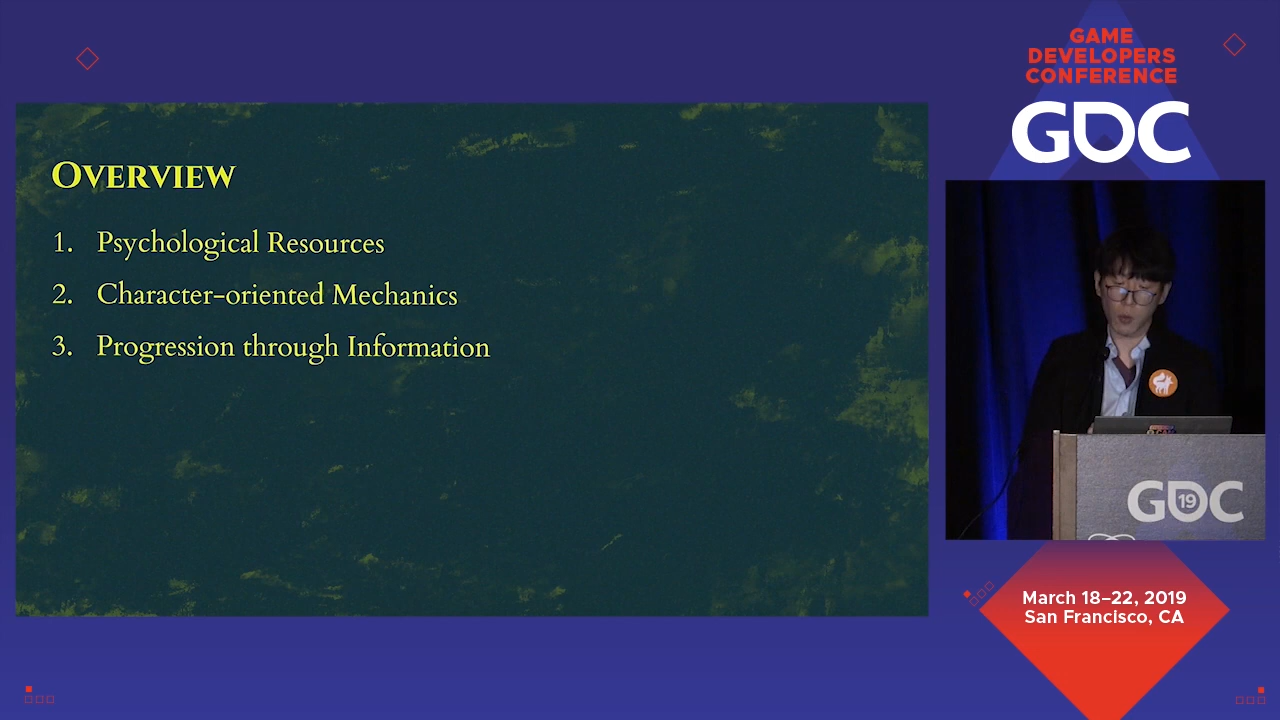 GAME
DEVELOPERS
CONFERENCE
GDC
OVERVIEW
1. Psychological Resources
2. Character-oriented Mechanics
3. Progression through Information
GDC
19
March 18–22, 2019
San Francisco, CA